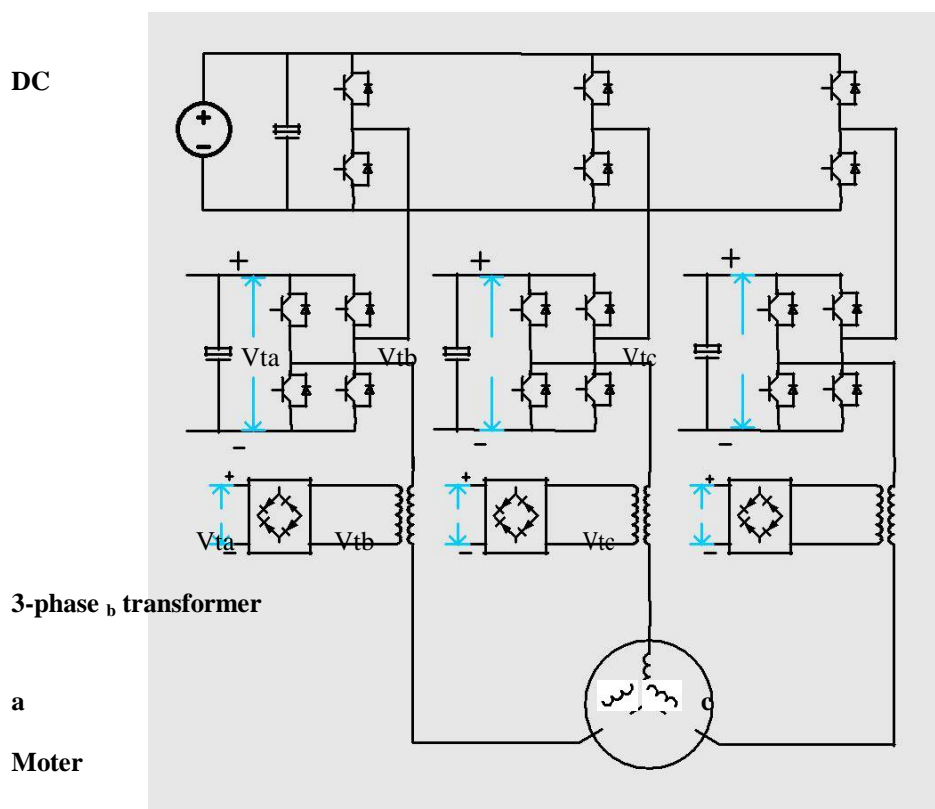 DC
+
−
+
+
+
Vta Vtb Vtc
−
−
−
+
+
+
Vta Vtb Vtc
−
−
−
3-phase b transformer
a c
Moter